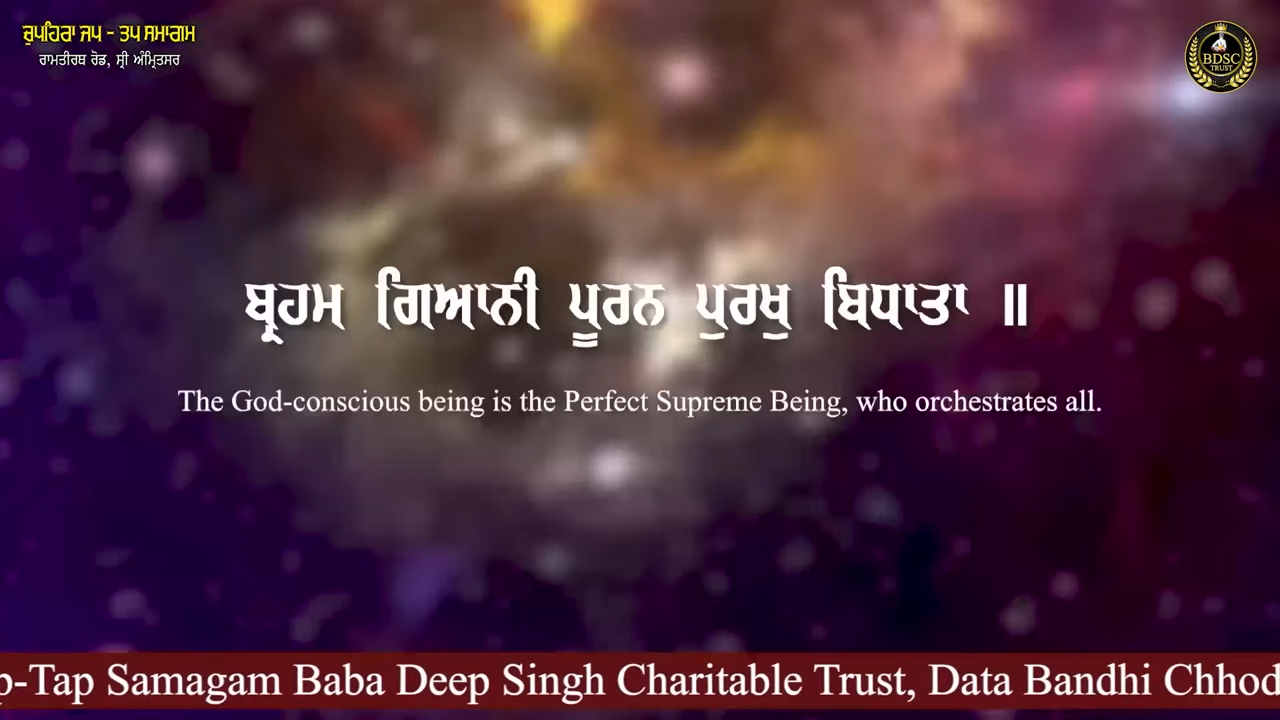 ਰੁਪਹਿਰਾ ਜਪ - ਤਪ ਸਮਾਗਮ
ਰਾਮਤੀਰਥ ਰੋਡ, ਸ੍ਰੀ ਅੰਮ੍ਰਿਤਸਰ
BDSC
TRUST
ਬ੍ਰਹਮ ਗਿਆਨੀ ਪੂਰਨ ਪੁਰਖੁ ਬਿਧਾਤਾ ॥
The God-conscious being is the Perfect Supreme Being, who orchestrates all.
p-Tap Samagam Baba Deep Singh Charitable Trust, Data Bandhi Chhod